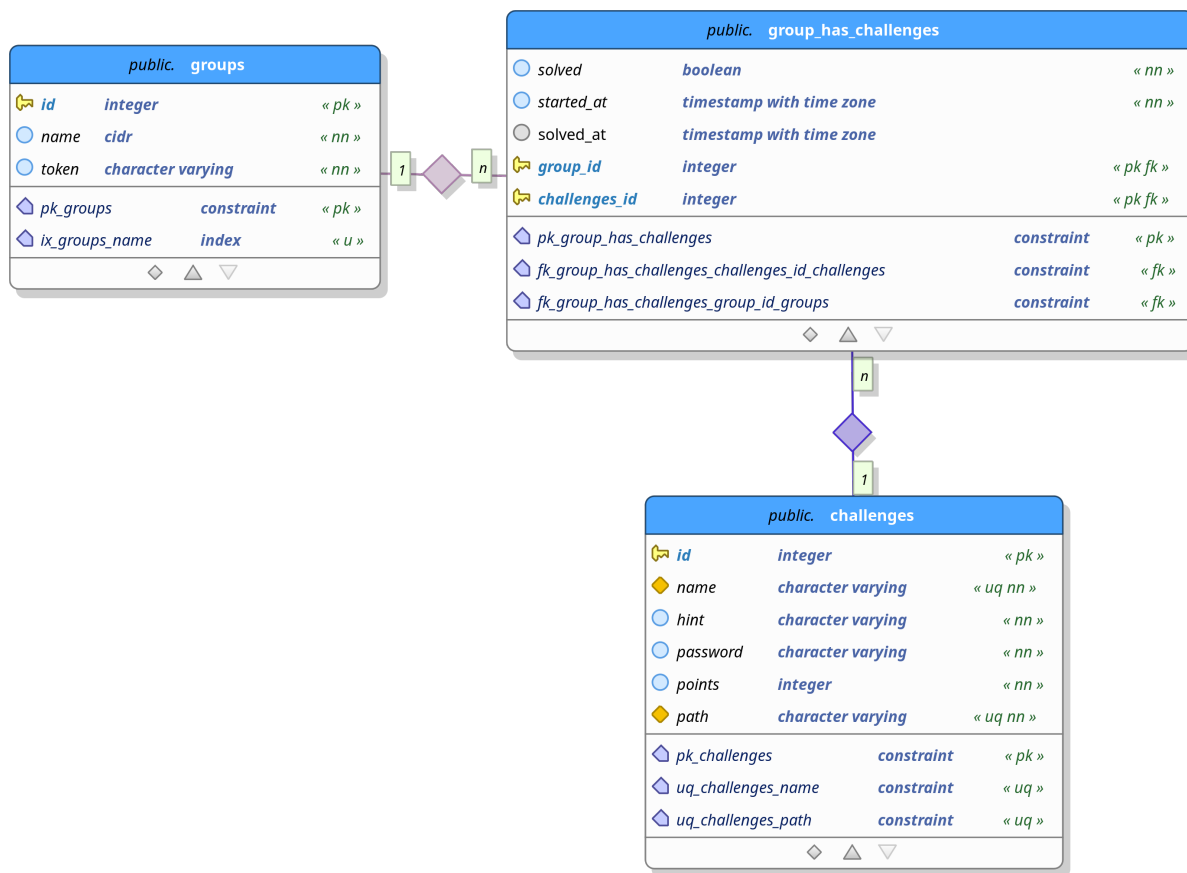 public. groups
id integer « pk »
name cidr « nn »
token character varying « nn »
pk_groups constraint « pk »
ix_groups_name index « u »
1
n
public. group_has_challenges
solved boolean « nn »
started_at timestamp with time zone « nn »
solved_at timestamp with time zone
group_id integer « pk fk »
challenges_id integer « pk fk »
pk_group_has_challenges constraint « pk »
fk_group_has_challenges_challenges_id_challenges constraint « fk »
fk_group_has_challenges_group_id_groups constraint « fk »
n
1
public. challenges
id integer « pk »
name character varying « uq nn »
hint character varying « nn »
password character varying « nn »
points integer « nn »
path character varying « uq nn »
pk_challenges constraint « pk »
uq_challenges_name constraint « uq »
uq_challenges_path constraint « uq »